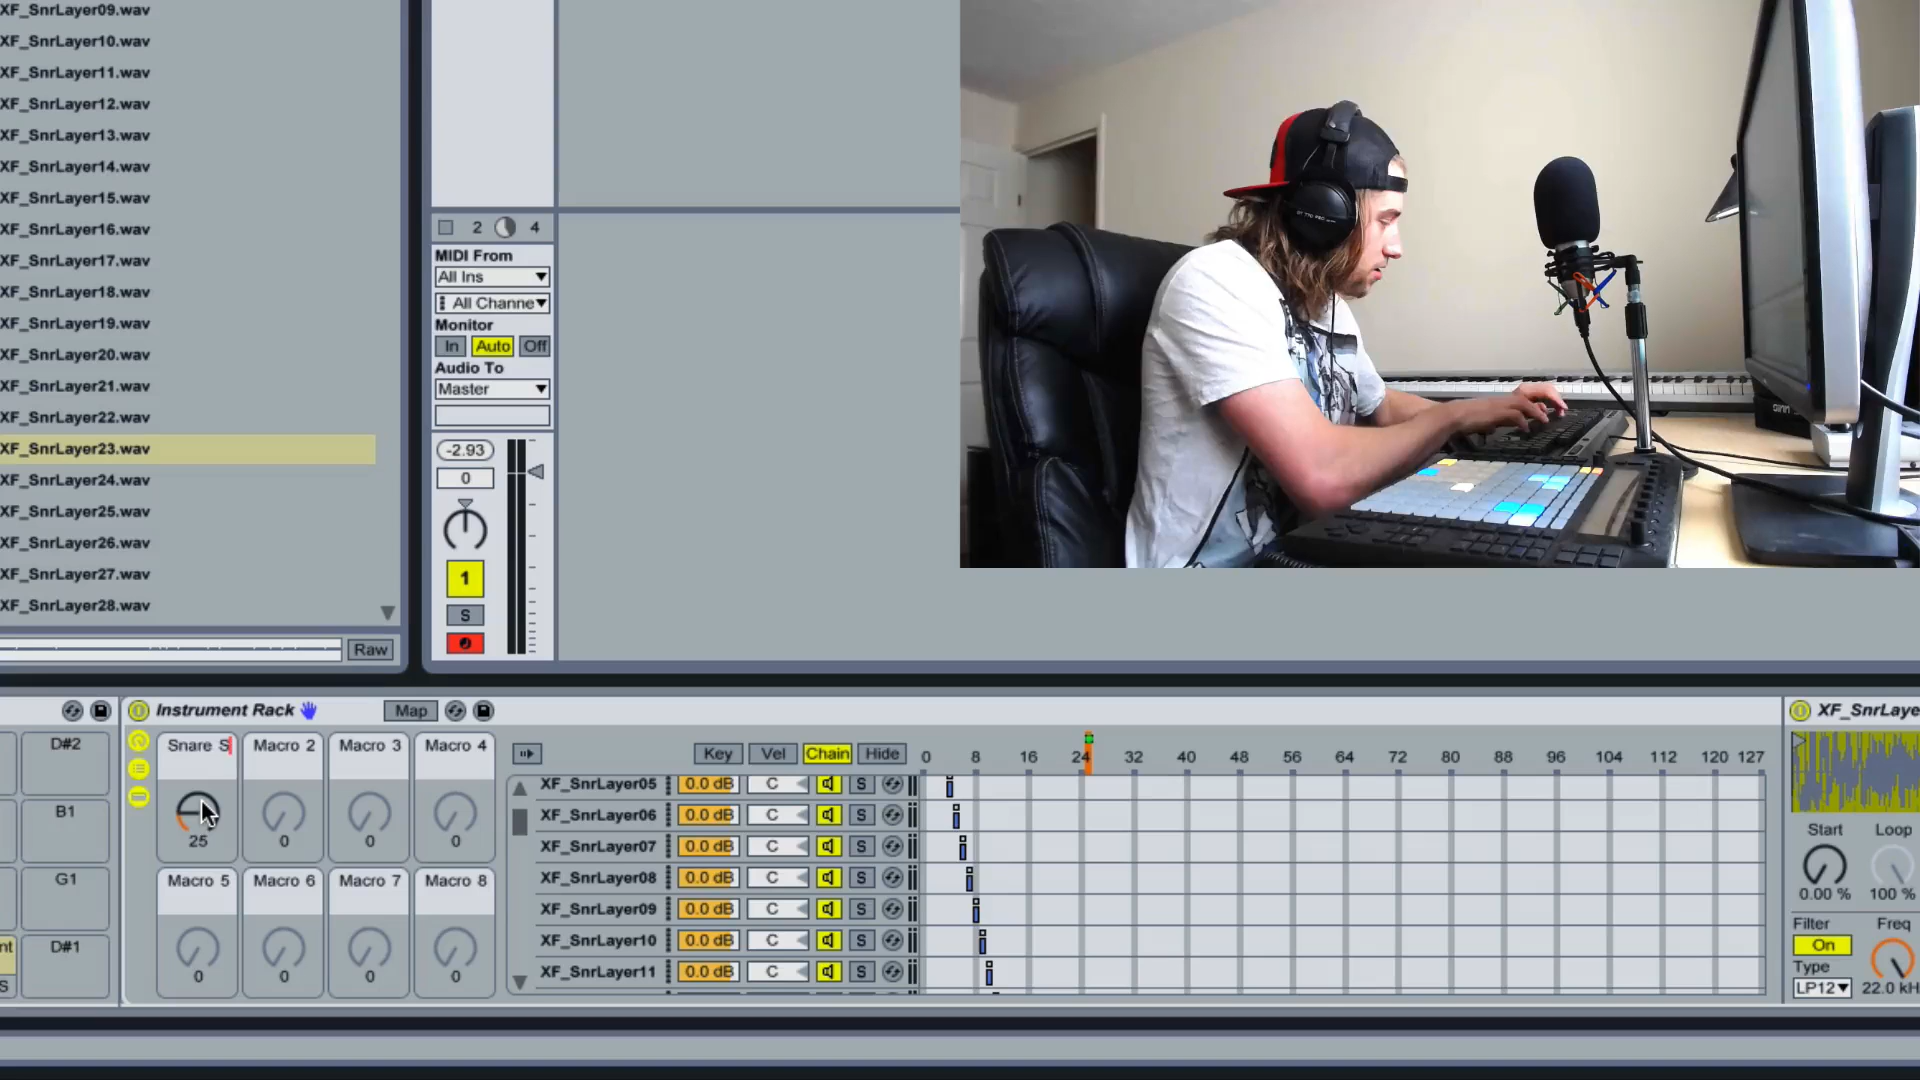 XF_SnrLayer09.wav
XF_SnrLayer10.wav
XF_SnrLayer11.wav
XF_SnrLayer12.wav
XF_SnrLayer13.wav
XF_SnrLayer14.wav
XF_SnrLayer15.wav
XF_SnrLayer16.wav
XF_SnrLayer17.wav
XF_SnrLayer18.wav
XF_SnrLayer19.wav
XF_SnrLayer20.wav
XF_SnrLayer21.wav
XF_SnrLayer22.wav
XF_SnrLayer23.wav
XF_SnrLayer24.wav
XF_SnrLayer25.wav
XF_SnrLayer26.wav
XF_SnrLayer27.wav
XF_SnrLayer28.wav
Raw
2 4
MIDI From
All Ins
All Channe
Monitor
In Auto Off
Audio To
Master
-2.93
0
1
S
D#2
B1
G1
D#1
nt
S
Instrument Rack Map
Snare S Macro 2 Macro 3 Macro 4
25 0 0 0
Macro 5 Macro 6 Macro 7 Macro 8
0 0 0 0
Key Vel Chain Hide 0 8 16 24 32 40 48 56 64 72 80 88 96 104 112 120 127
XF_SnrLayer05 0.0 dB C S
XF_SnrLayer06 0.0 dB C S
XF_SnrLayer07 0.0 dB C S
XF_SnrLayer08 0.0 dB C S
XF_SnrLayer09 0.0 dB C S
XF_SnrLayer10 0.0 dB C S
XF_SnrLayer11 0.0 dB C S
XF_SnrLaye
Start Loop
0.00 % 100 %
Filter Freq
On
Type
LP12 22.0 kH